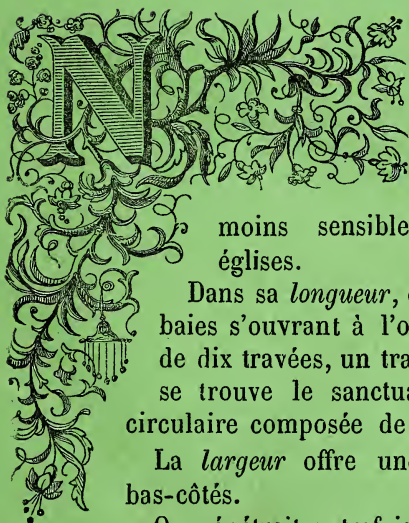 N
moins sensible
églises.
Dans sa longueur,
baies s'ouvrant à l'o
de dix travées, un tra
se trouve le sanctua
circulaire composée de
La largeur offre un
bas-côtés.